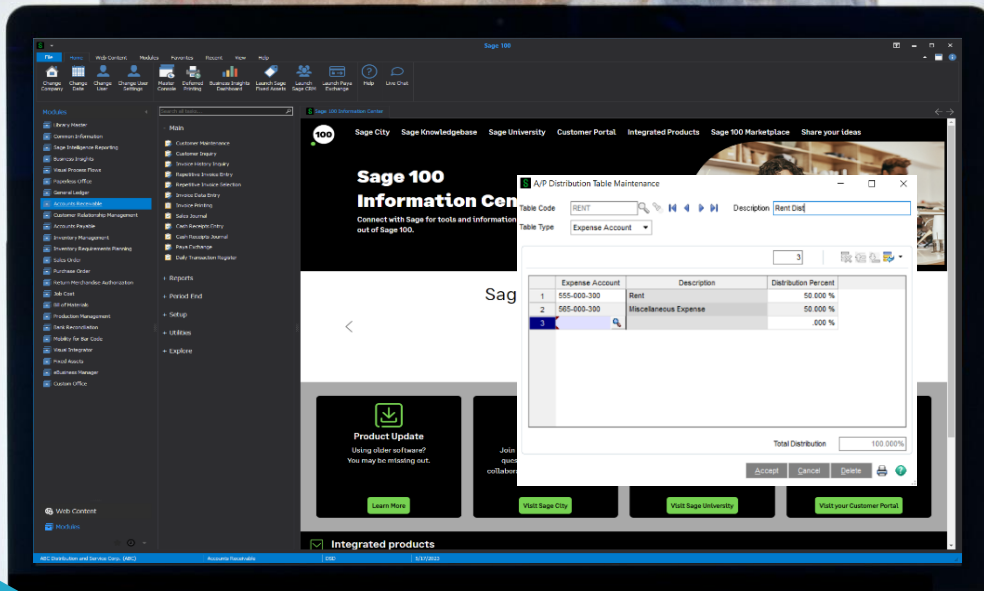 Sage 100
File Home Web Content Modules Favorites Recent View Help
Change Company
Change Date
Change User
Change User Settings
Master Console
Deferred Printing
Business Insights Dashboard
Launch Sage Fixed Assets
Launch Sage CRM
Launch Paya Exchange
Help
Live Chat
Modules
Library Master
Common Information
Sage Intelligence Reporting
Business Insights
Visual Process Flows
Paperless Office
General Ledger
Accounts Receivable
Customer Relationship Management
Accounts Payable
Inventory Management
Inventory Requirements Planning
Sales Order
Purchase Order
Return Merchandise Authorization
Job Cost
Bill of Materials
Production Management
Bank Reconciliation
Mobility for Bar Code
Visual Integrator
Fixed Assets
eBusiness Manager
Custom Office
Web Content
Modules
Search all tasks...
Main
Customer Maintenance
Customer Inquiry
Invoice History Inquiry
Repetitive Invoice Entry
Repetitive Invoice Selection
Invoice Data Entry
Invoice Printing
Sales Journal
Cash Receipts Entry
Cash Receipts Journal
Paya Exchange
Daily Transaction Register
+ Reports
+ Period End
+ Setup
+ Utilities
+ Explore
Sage 100 Information Center
100
Sage City Sage Knowledgebase Sage University Customer Portal Integrated Products Sage 100 Marketplace Share your ideas
Sage 100
Information Cen
Connect with Sage for tools and information
out of Sage 100.
Sag
Product Update
Using older software?
You may be missing out.
Learn More
Join
ques
collabor
Visit Sage City
Visit Sage University
Visit your Customer Portal
Integrated products
A/P Distribution Table Maintenance
Table Code RENT Description Rent Dist
Table Type Expense Account
3
Expense Account Description Distribution Percent
1 555-000-300 Rent 50.000 %
2 565-000-300 Miscellaneous Expense 50.000 %
3 .000 %
Total Distribution 100.000%
Accept Cancel Delete
ABC Distribution and Service Corp. (ABC) Accounts Receivable DSD 5/17/2023